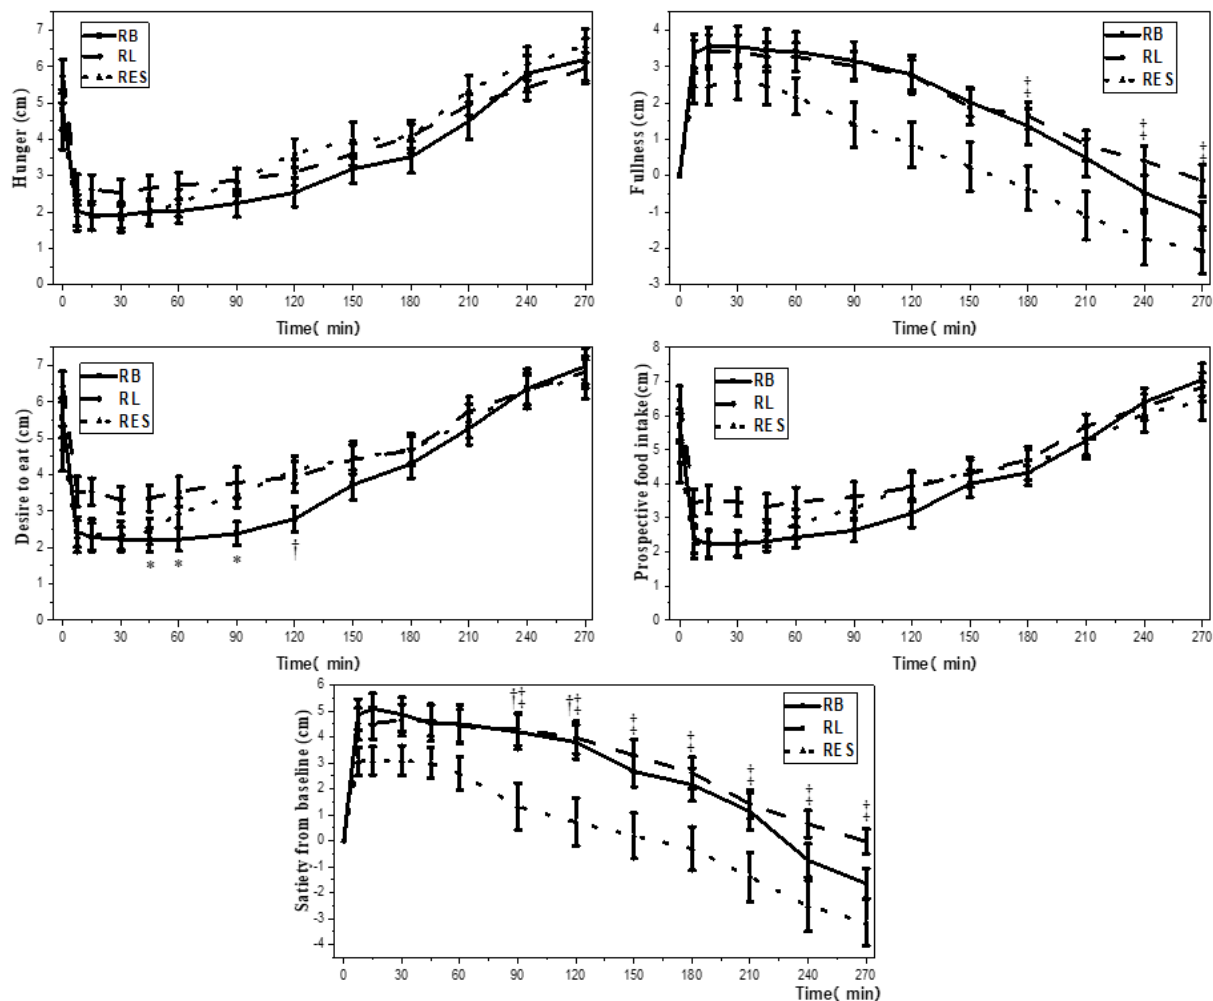 Hunger (cm)
7
6
5
4
3
2
1
0
RB
RL
RES
0 30 60 90 120 150 180 210 240 270
Time( min)
Fullness (cm)
4
3
2
1
0
-1
-2
-3
RB
RL
RES
‡ ‡ ‡
0 30 60 90 120 150 180 210 240 270
Time( min)
Desire to eat (cm)
7
6
5
4
3
2
1
0
RB
RL
RES
* * * †
0 30 60 90 120 150 180 210 240 270
Time( min)
Prospective food intake(cm)
8
7
6
5
4
3
2
1
0
RB
RL
RES
0 30 60 90 120 150 180 210 240 270
Time( min)
Satiety from baseline (cm)
6
5
4
3
2
1
0
-1
-2
-3
-4
†‡ †‡ ‡ ‡ ‡ ‡ ‡
RB
RL
RES
0 30 60 90 120 150 180 210 240 270
Time( min)